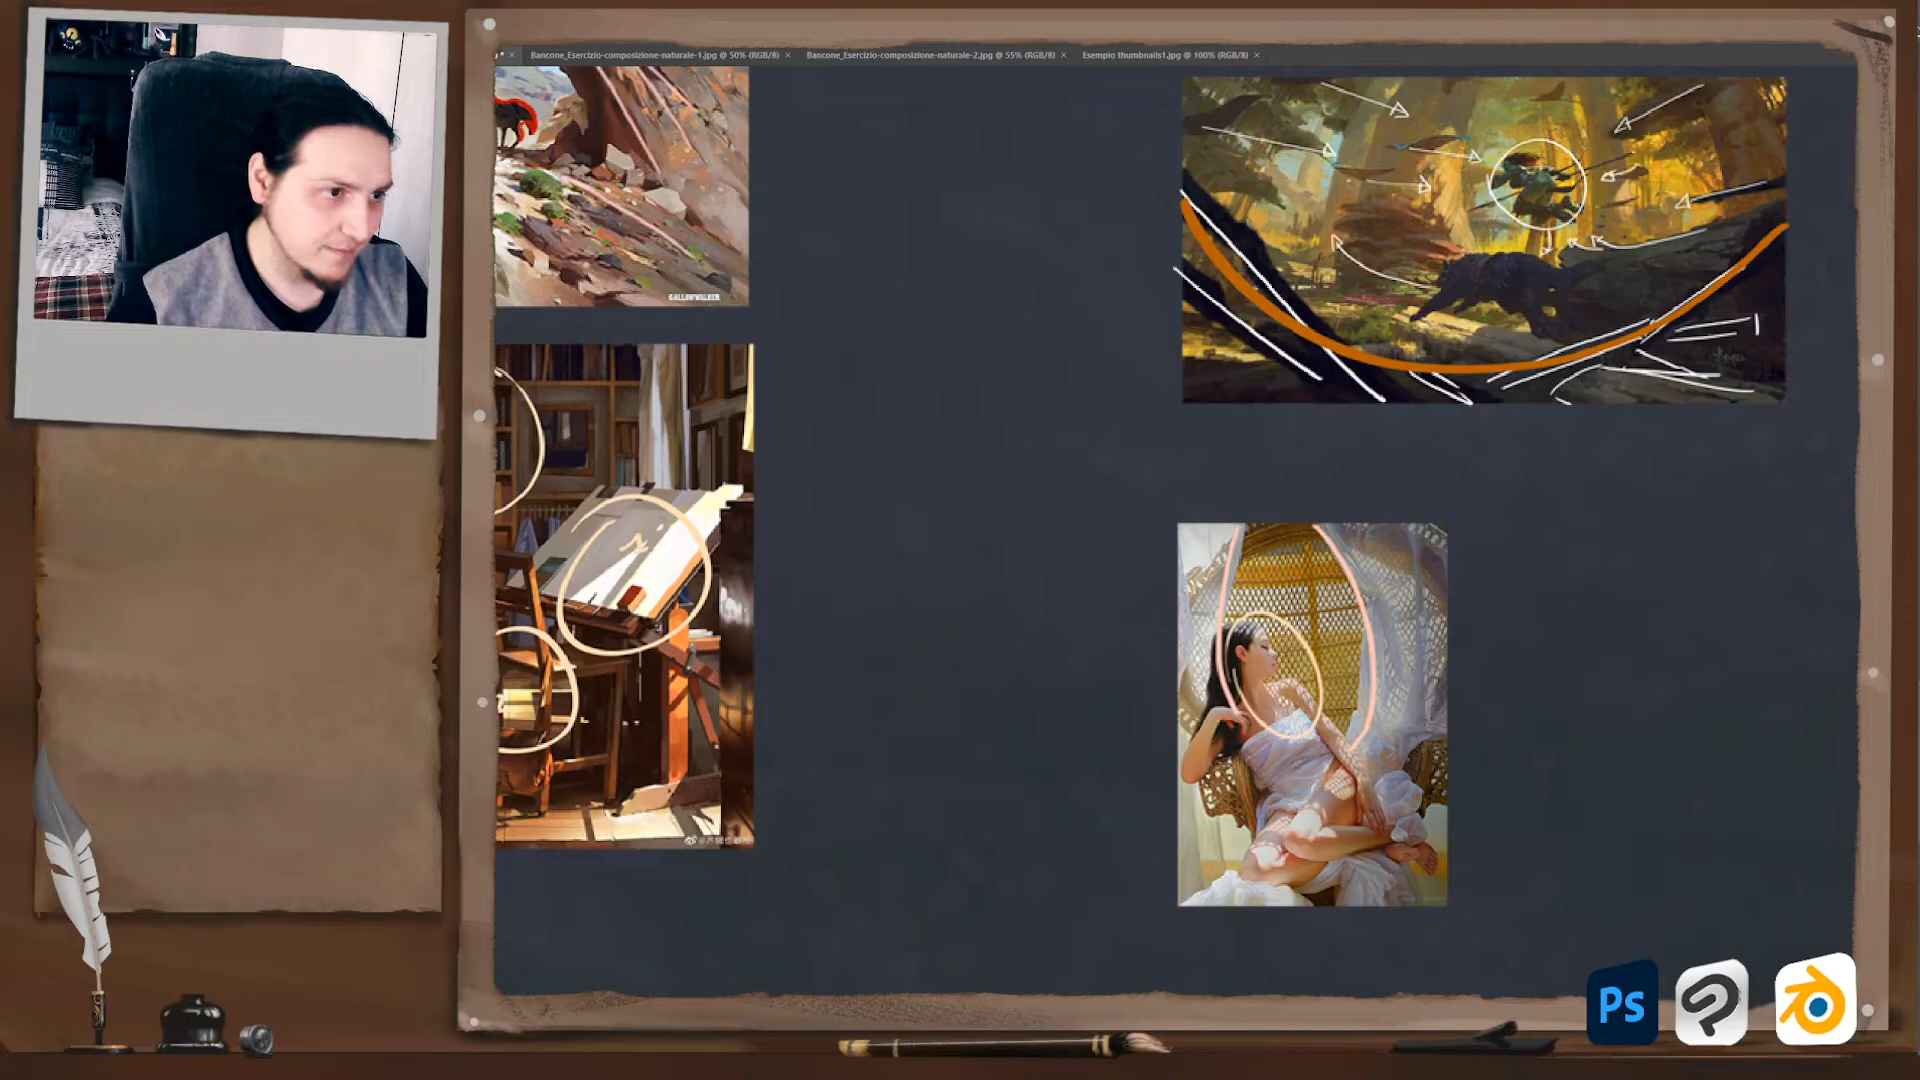 Bancone_Esercizio-composizione-naturale-1.jpg @ 50% (RGB/8) ×
Bancone_Esercizio-composizione-naturale-2.jpg @ 55% (RGB/8) ×
Esempio thumbnails1.jpg @ 100% (RGB/8) ×
GALLOWWALKER
Ps